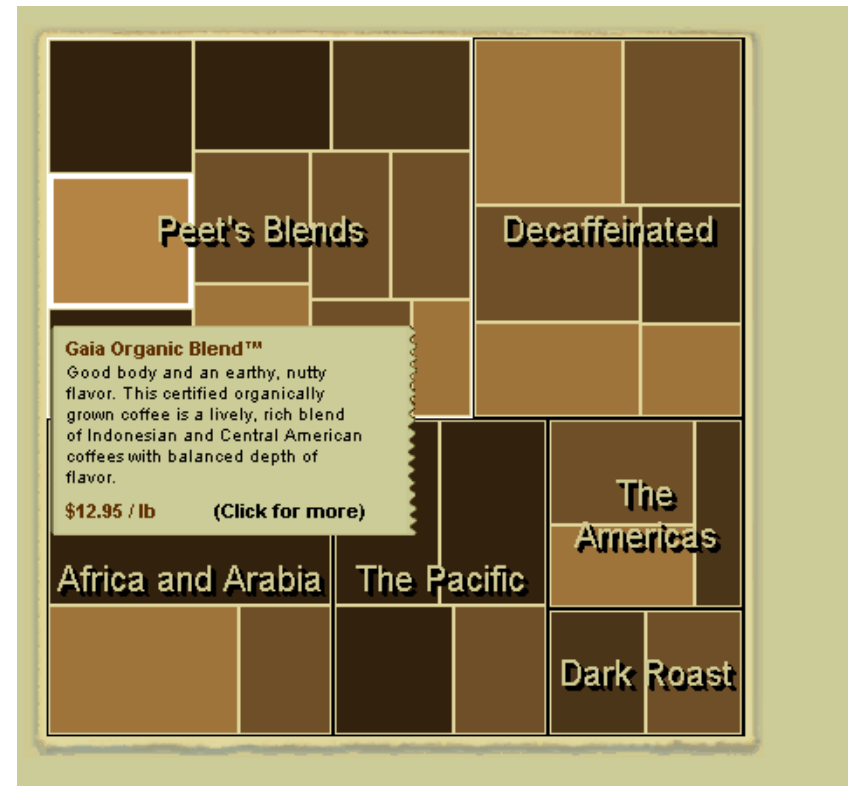 Peet's Blends
Decaffeinated
Gaia Organic Blend™
Good body and an earthy, nutty
flavor. This certified organically
grown coffee is a lively, rich blend
of Indonesian and Central American
coffees with balanced depth of
flavor.
$12.95 / lb (Click for more)
The
Americas
Africa and Arabia
The Pacific
Dark Roast